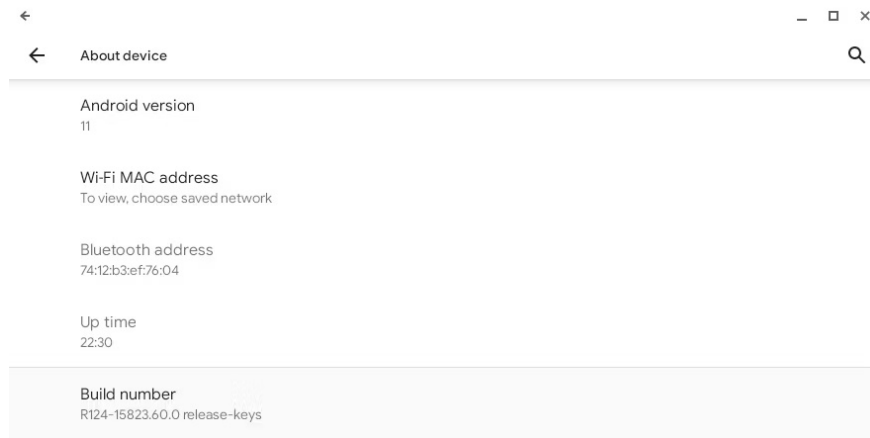 About device
Android version
11
Wi-Fi MAC address
To view, choose saved network
Bluetooth address
74:12:b3:ef:76:04
Up time
22:30
Build number
R124-15823.60.0 release-keys